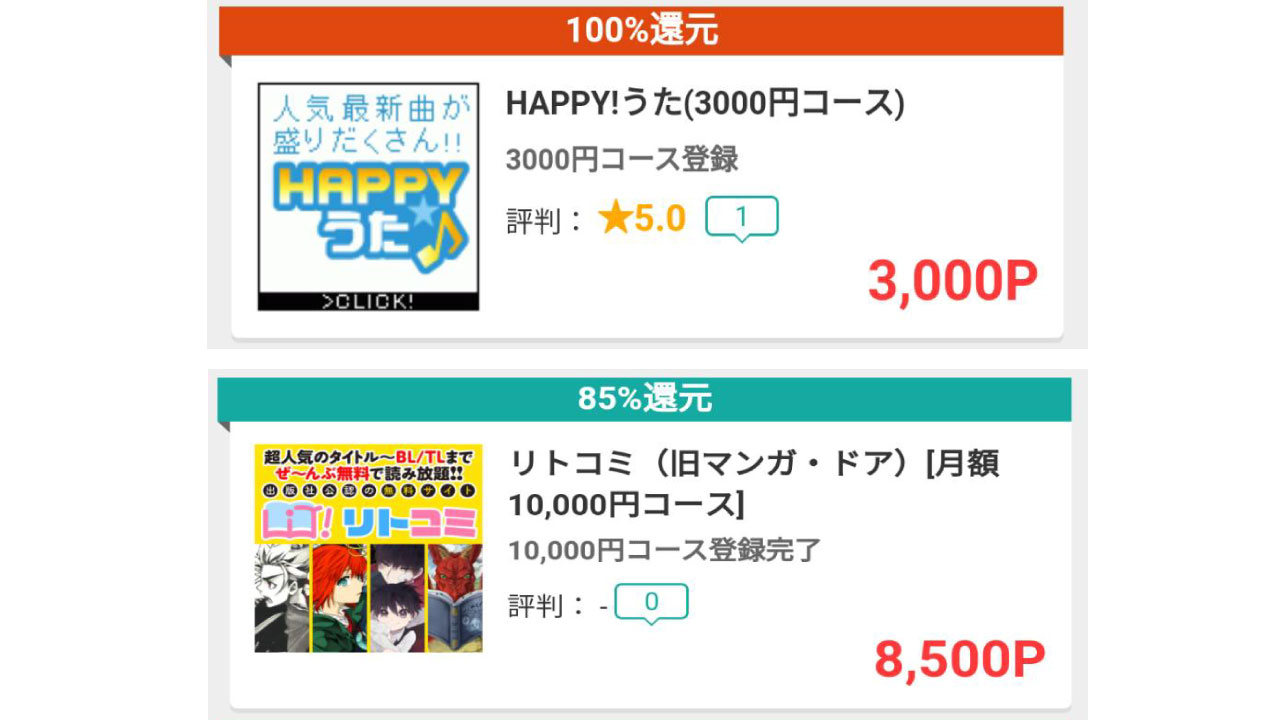 100%還元
人気最新曲が
盛りだくさん!!
HAPPY
うた
>CLICK!
HAPPY!うた(3000円コース)
3000円コース登録
評判： ★5.0 1
3,000P
85%還元
超人気のタイトル～BL/TLまで
ぜ～んぶ無料で読み放題!!
出版社公認の無料サイト
リトコミ
リトコミ（旧マンガ・ドア）[月額
10,000円コース]
10,000円コース登録完了
評判： - 0
8,500P